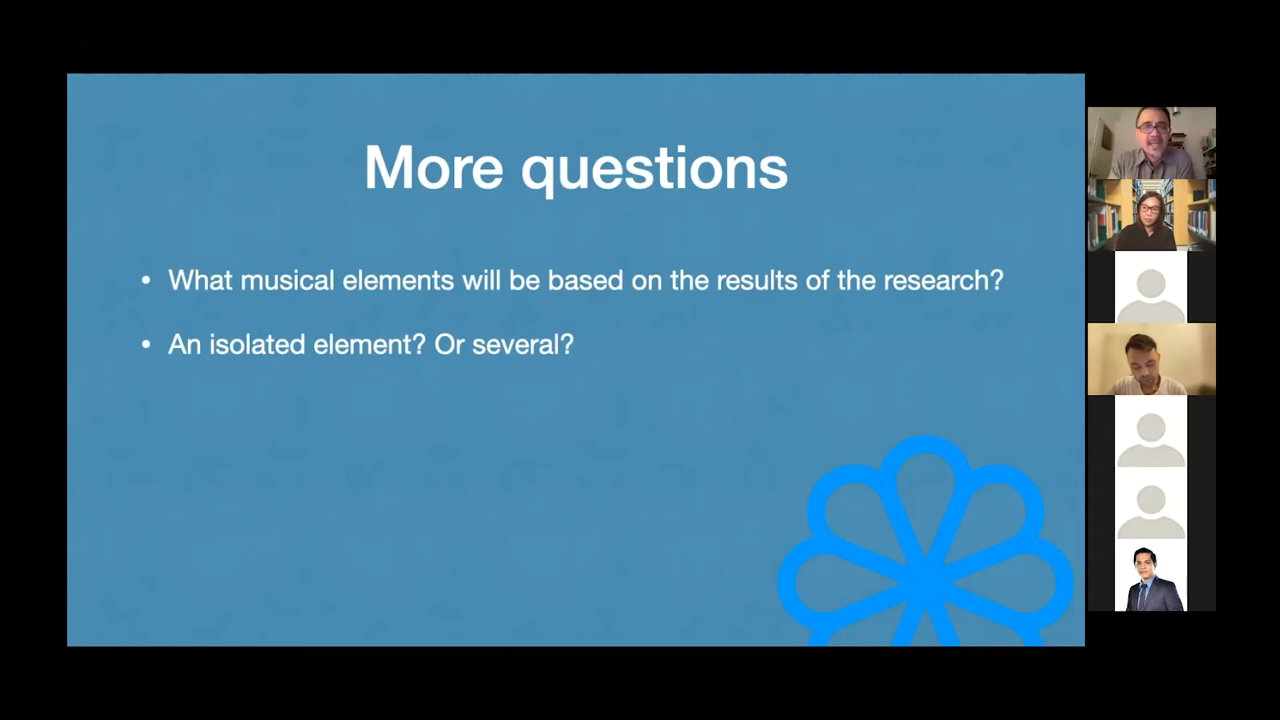 More questions
• What musical elements will be based on the results of the research?
• An isolated element? Or several?